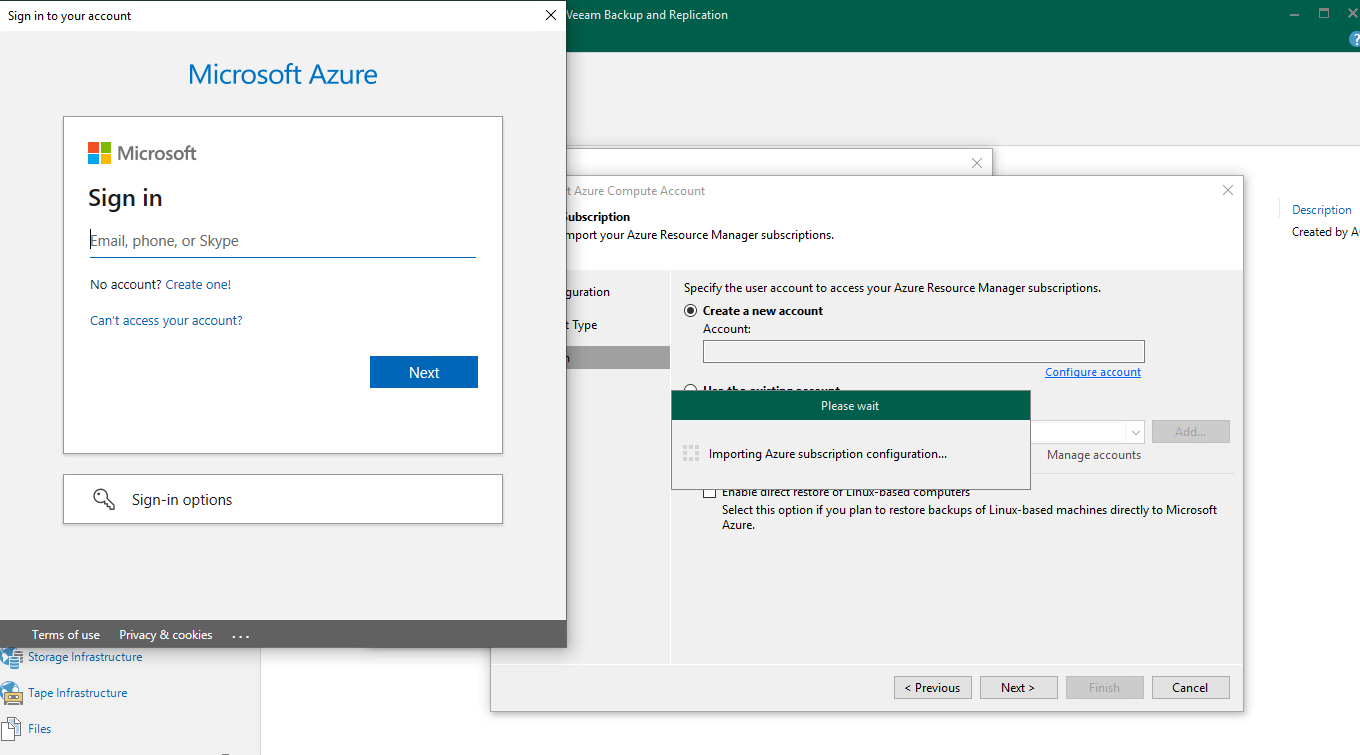 Sign in to your account
Veeam Backup and Replication
Microsoft Azure
Microsoft
Sign in
Email, phone, or Skype
No account? Create one!
Can't access your account?
Next
Sign-in options
Terms of use Privacy & cookies ...
Storage Infrastructure
Tape Infrastructure
Files
Azure Compute Account
Subscription
your Azure Resource Manager subscriptions.
Type
Specify the user account to access your Azure Resource Manager subscriptions.
Create a new account
Account:
Configure account
Please wait
Importing Azure subscription configuration...
Add...
Manage accounts
Enable direct restore of Linux-based computers
Select this option if you plan to restore backups of Linux-based machines directly to Microsoft
Azure.
< Previous Next > Finish Cancel
Description
Created by
?